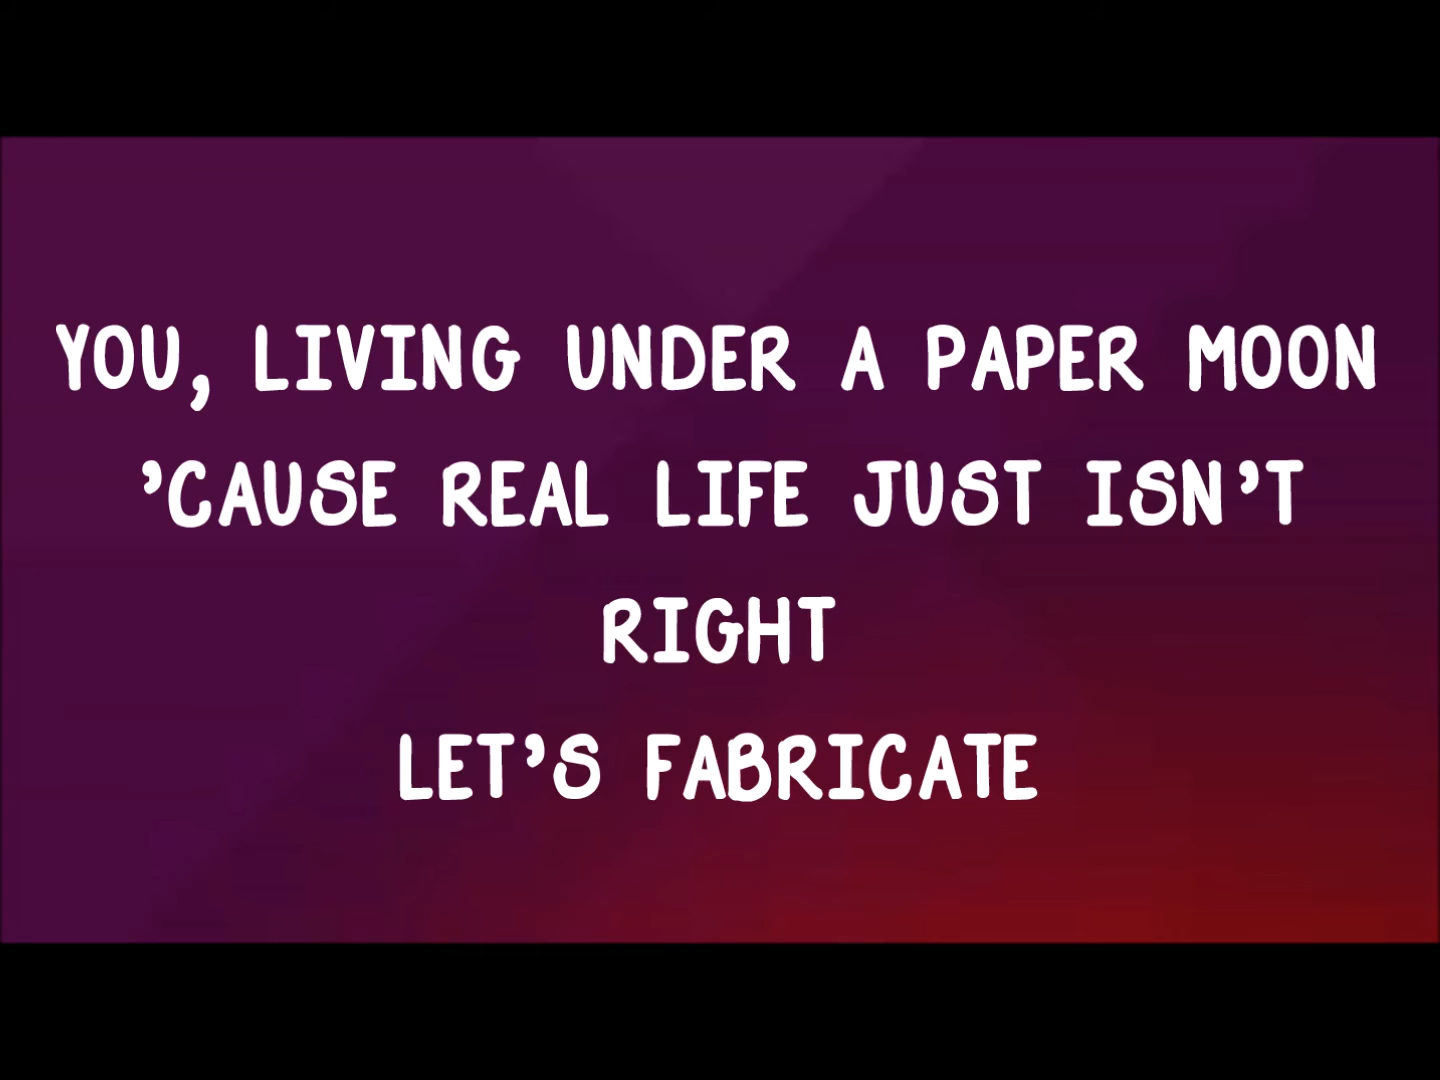 YOU, LIVING UNDER A PAPER MOON
'CAUSE REAL LIFE JUST ISN'T
RIGHT
LET'S FABRICATE